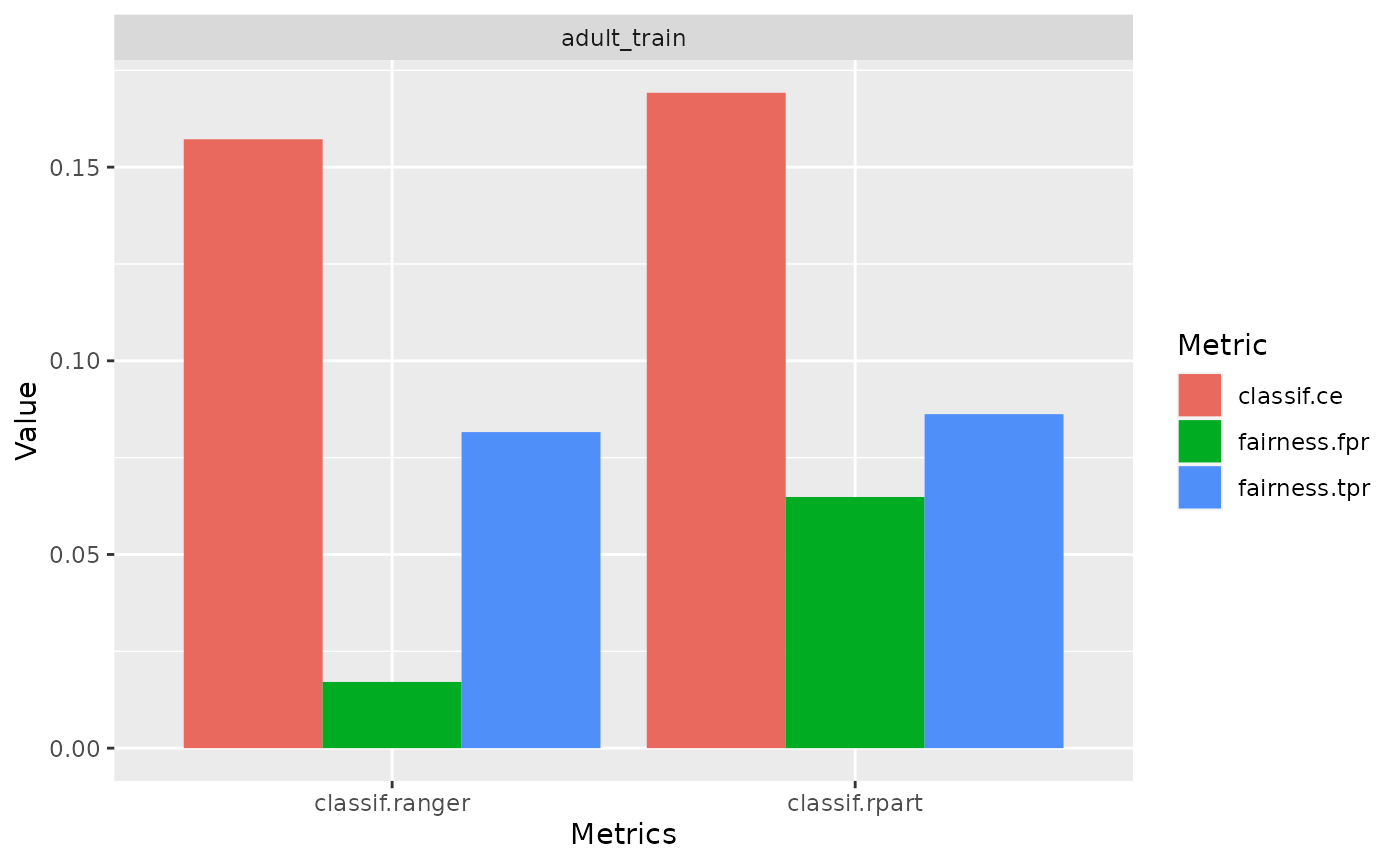 adult_train
0.15
0.10
0.05
0.00
Value
classif.ranger
classif.rpart
Metrics
Metric
classif.ce
fairness.fpr
fairness.tpr